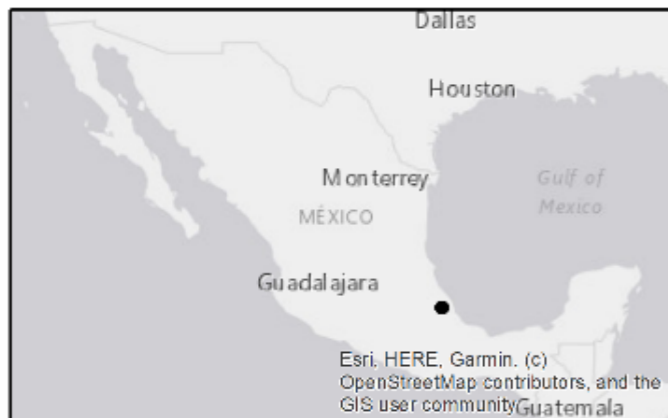 Dallas
Houston
Monterrey
Gulf of
Mexico
MÉXICO
Guadalajara
Esri, HERE, Garmin. (c)
OpenStreetMap contributors, and the
GIS user community
Guatemala